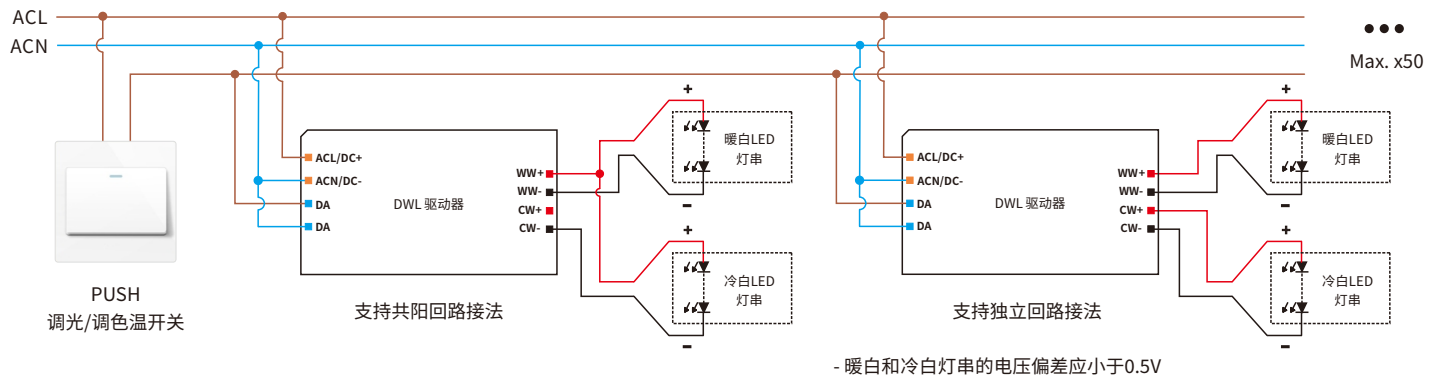 ACL
ACN
Max. x50
PUSH
调光/调色温开关
ACL/DC+
ACN/DC-
DA
DA
DWL 驱动器
WW+
WW-
CW+
CW-
+
暖白LED
灯串
-
+
冷白LED
灯串
-
支持共阳回路接法
ACL/DC+
ACN/DC-
DA
DA
DWL 驱动器
WW+
WW-
CW+
CW-
+
暖白LED
灯串
-
+
冷白LED
灯串
-
支持独立回路接法
- 暖白和冷白灯串的电压偏差应小于0.5V